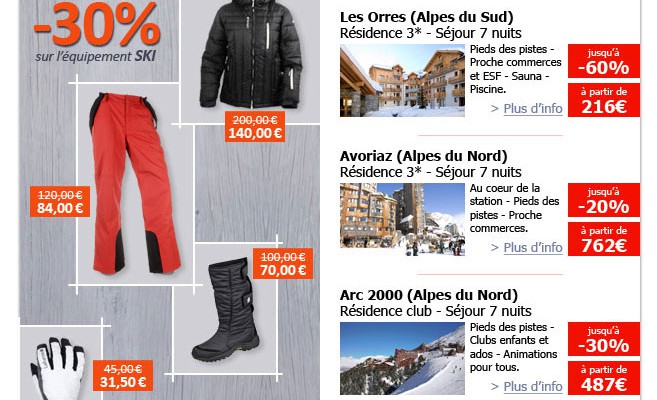 -30%
sur l'équipement SKI
200,00 €
140,00 €
120,00 €
84,00 €
100,00 €
70,00 €
45,00 €
31,50 €
Les Orres (Alpes du Sud)
Résidence 3* - Séjour 7 nuits
Pieds des pistes -
Proche commerces
et ESF - Sauna -
Piscine.
> Plus d'info
jusqu'à
-60%
à partir de
216€
Avoriaz (Alpes du Nord)
Résidence 3* - Séjour 7 nuits
Au coeur de la
station - Pieds des
pistes - Proche
commerces.
> Plus d'info
jusqu'à
-20%
à partir de
762€
Arc 2000 (Alpes du Nord)
Résidence club - Séjour 7 nuits
Pieds des pistes -
Clubs enfants et
ados - Animations
pour tous.
> Plus d'info
jusqu'à
-30%
à partir de
487€